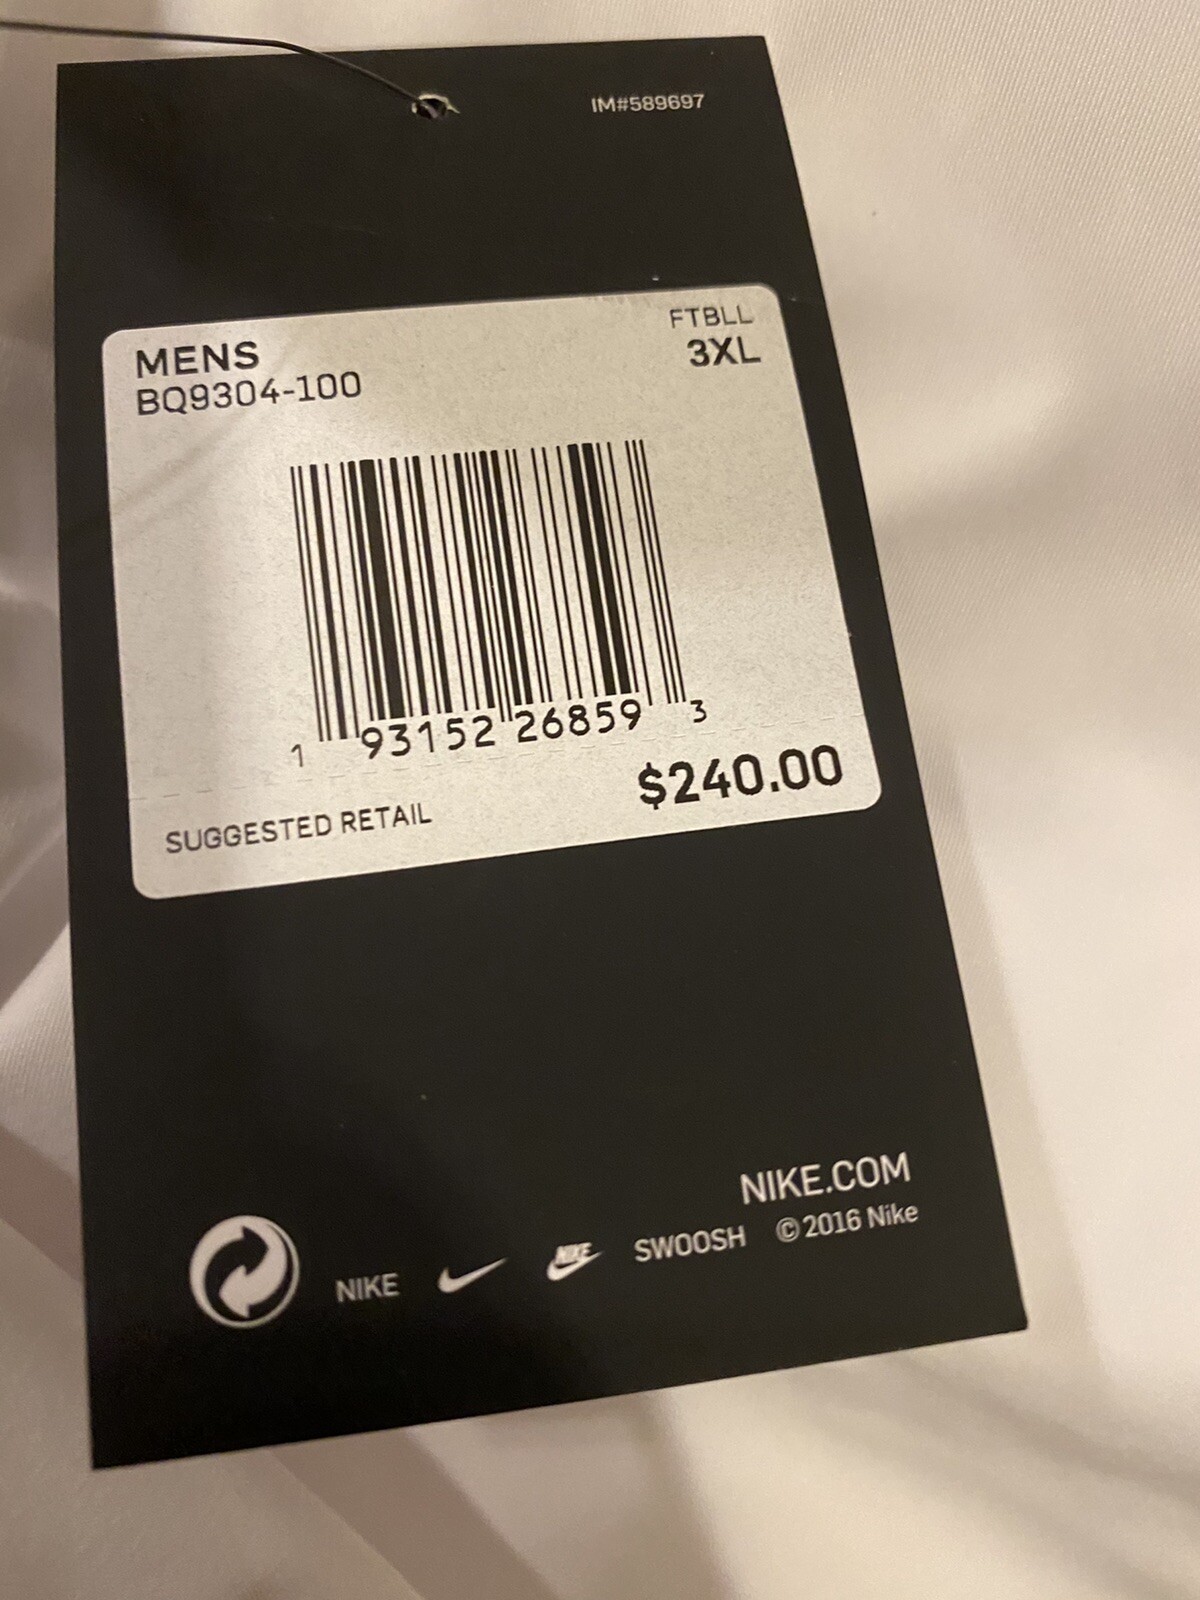 IM#589697
MENS
BQ9304-100
FTBLL
3XL
1 93152 26859 3
SUGGESTED RETAIL
$240.00
NIKE.COM
NIKE NIKE SWOOSH © 2016 Nike